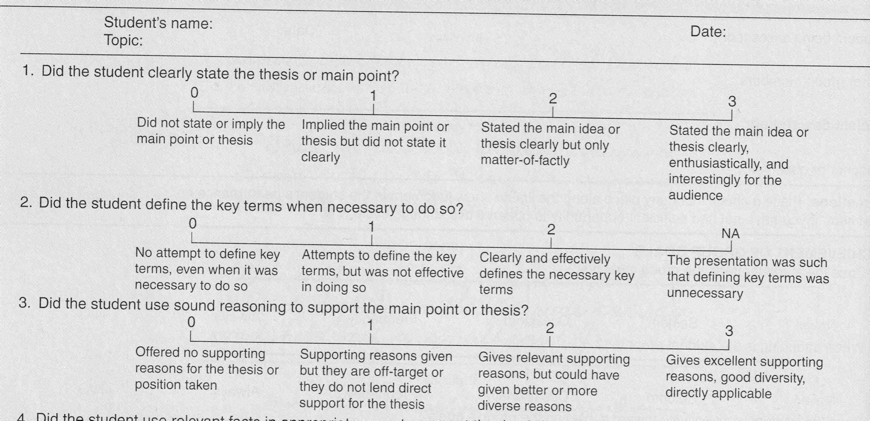 Student's name:
Date:
Topic:
1. Did the student clearly state the thesis or main point?
0 1 2 3
Did not state or imply the
main point or thesis
Implied the main point or
thesis but did not state it
clearly
Stated the main idea or
thesis clearly but only
matter-of-factly
Stated the main idea or
thesis clearly,
enthusiastically, and
interestingly for the
audience
2. Did the student define the key terms when necessary to do so?
0 1 2 NA
No attempt to define key
terms, even when it was
necessary to do so
Attempts to define the key
terms, but was not effective
in doing so
Clearly and effectively
defines the necessary key
terms
The presentation was such
that defining key terms was
unnecessary
3. Did the student use sound reasoning to support the main point or thesis?
0 1 2 3
Offered no supporting
reasons for the thesis or
position taken
Supporting reasons given
but they are off-target or
they do not lend direct
support for the thesis
Gives relevant supporting
reasons, but could have
given better or more
diverse reasons
Gives excellent supporting
reasons, good diversity,
directly applicable
4. Did the student use relevant facts in